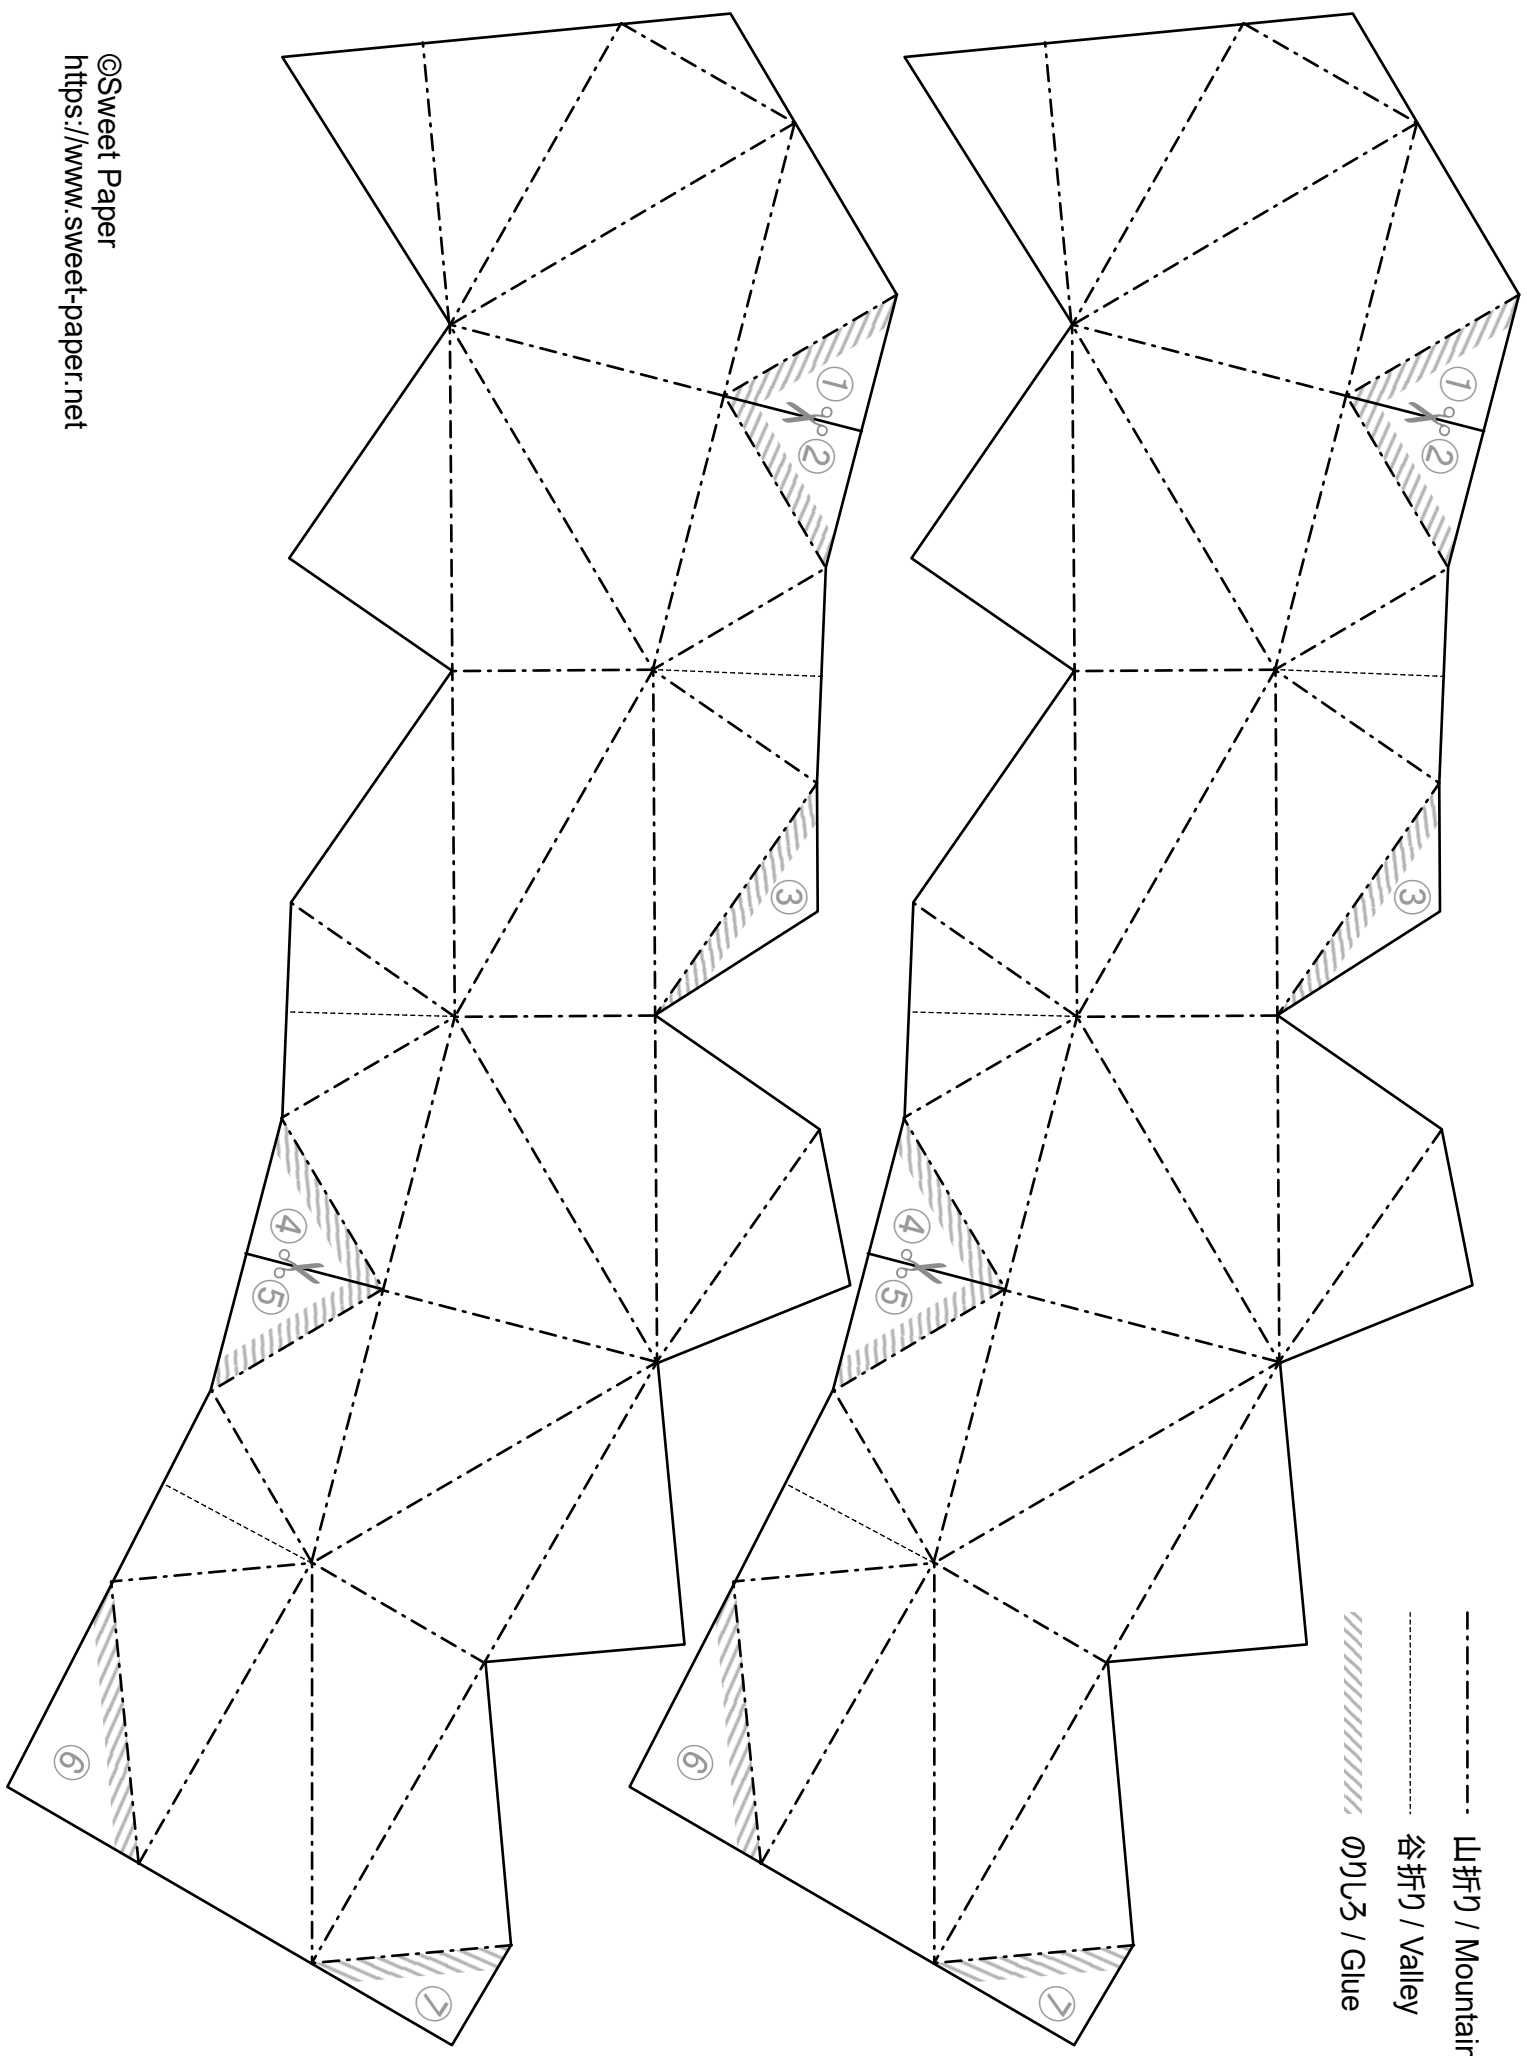 ©Sweet Paper
https://www.sweet-paper.net
① ②
③
④ ⑤
⑥
⑦
① ②
③
④ ⑤
⑥
⑦
山折り / Mountain
谷折り / Valley
のりしろ / Glue